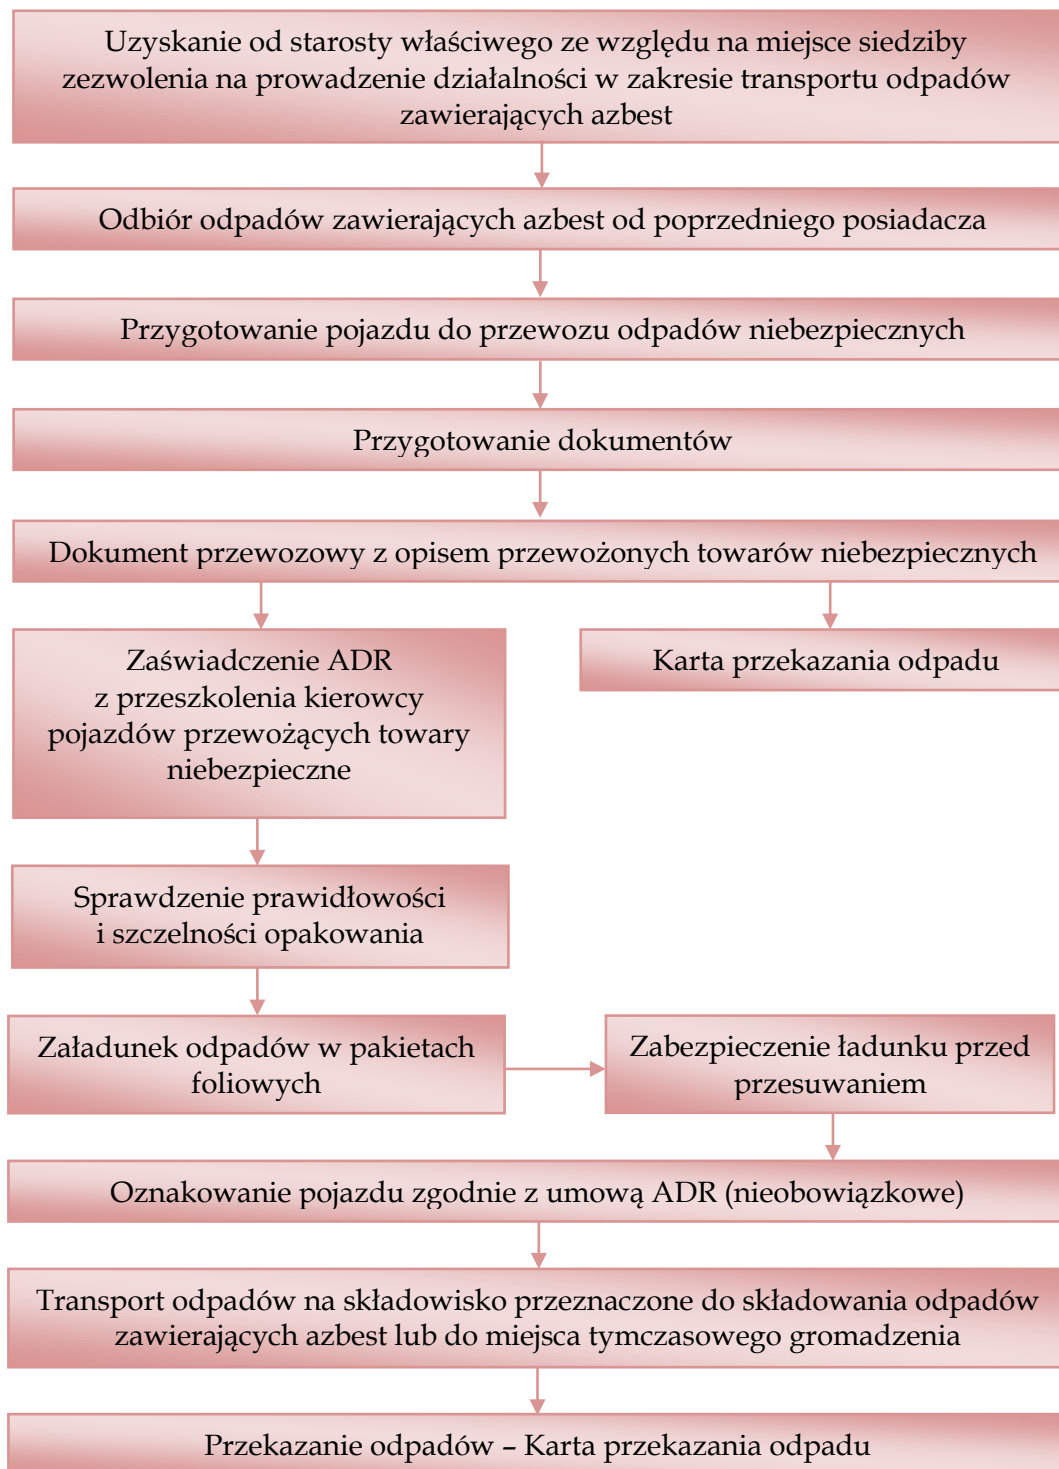 Uzyskanie od starosty właściwego ze względu na miejsce siedziby
zezwolenia na prowadzenie działalności w zakresie transportu odpadów
zawierających azbest
Odbiór odpadów zawierających azbest od poprzedniego posiadacza
Przygotowanie pojazdu do przewozu odpadów niebezpiecznych
Przygotowanie dokumentów
Dokument przewozowy z opisem przewożonych towarów niebezpiecznych
Zaświadczenie ADR
z przeszkolenia kierowcy
pojazdów przewożących towary
niebezpieczne
Karta przekazania odpadu
Sprawdzenie prawidłowości
i szczelności opakowania
Załadunek odpadów w pakietach
foliowych
Zabezpieczenie ładunku przed
przesuwaniem
Oznakowanie pojazdu zgodnie z umową ADR (nieobowiązkowe)
Transport odpadów na składowisko przeznaczone do składowania odpadów
zawierających azbest lub do miejsca tymczasowego gromadzenia
Przekazanie odpadów – Karta przekazania odpadu